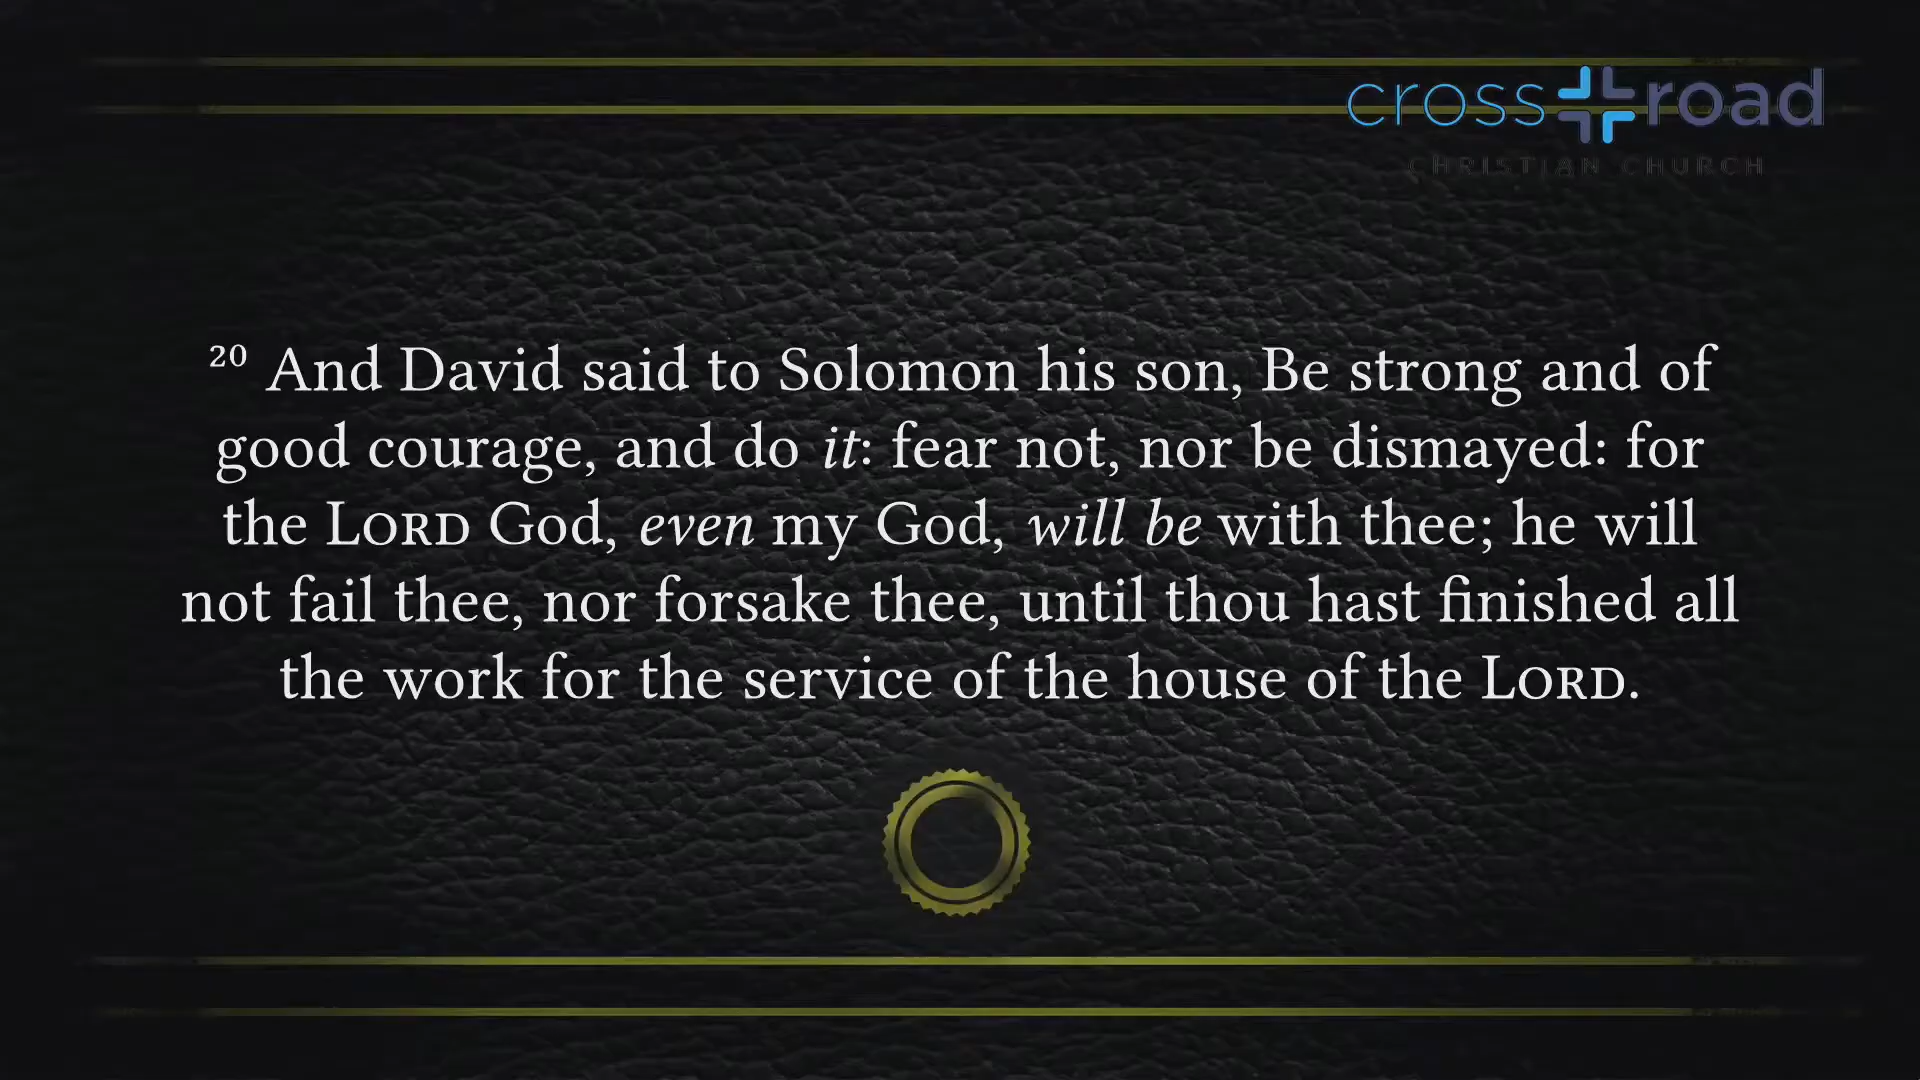 cross road
CHRISTIAN CHURCH
²⁰ And David said to Solomon his son, Be strong and of
good courage, and do it: fear not, nor be dismayed: for
the LORD God, even my God, will be with thee; he will
not fail thee, nor forsake thee, until thou hast finished all
the work for the service of the house of the LORD.